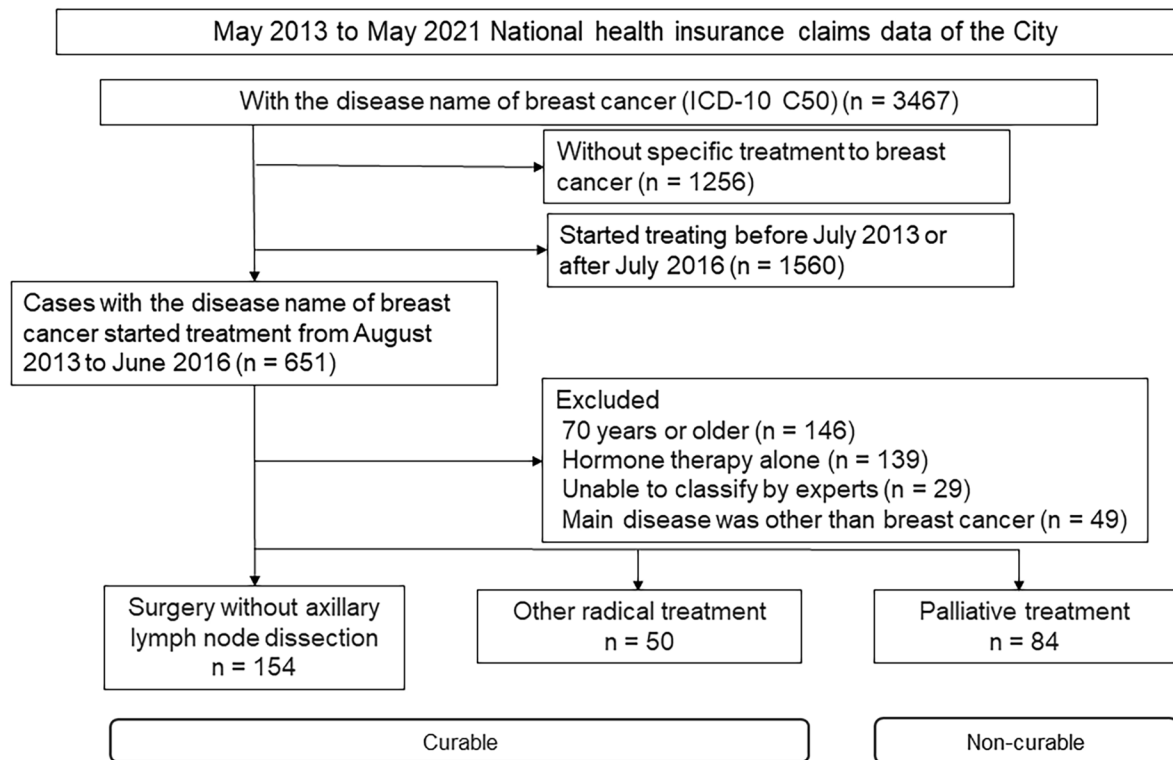 May 2013 to May 2021 National health insurance claims data of the City
With the disease name of breast cancer (ICD-10 C50) (n = 3467)
Without specific treatment to breast
cancer (n = 1256)
Started treating before July 2013 or
after July 2016 (n = 1560)
Cases with the disease name of breast
cancer started treatment from August
2013 to June 2016 (n = 651)
Excluded
70 years or older (n = 146)
Hormone therapy alone (n = 139)
Unable to classify by experts (n = 29)
Main disease was other than breast cancer (n = 49)
Surgery without axillary
lymph node dissection
n = 154
Other radical treatment
n = 50
Palliative treatment
n = 84
Curable
Non-curable